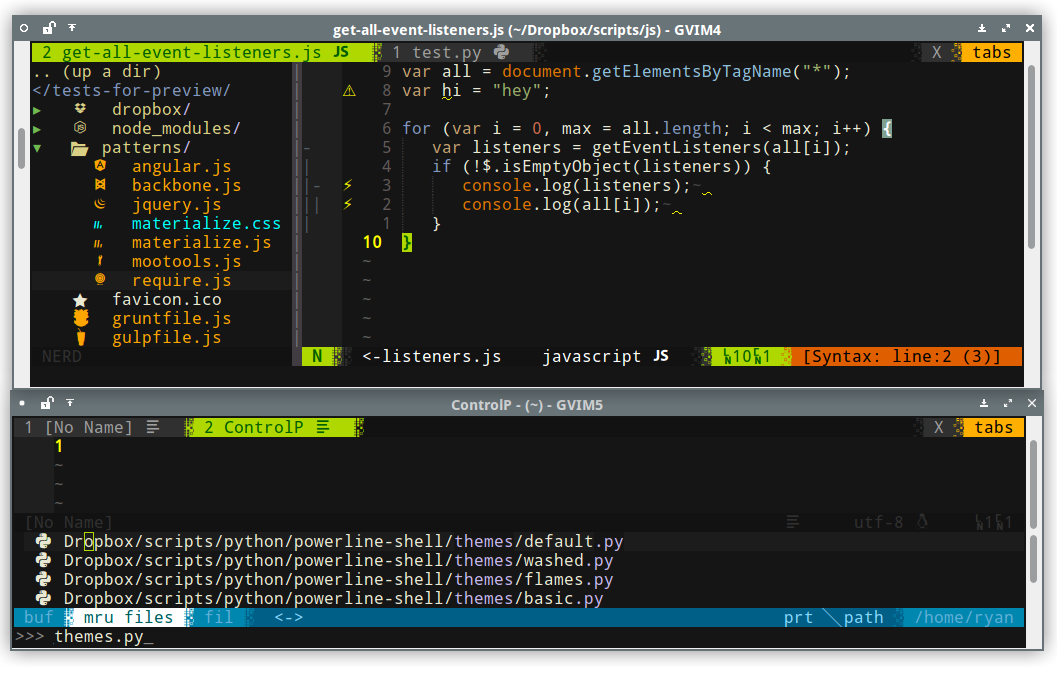 get-all-event-listeners.js (~/Dropbox/scripts/js) - GVIM4
2 get-all-event-listeners.js JS 1 test.py X tabs
.. (up a dir)
</tests-for-preview/
dropbox/
node_modules/
patterns/
angular.js
backbone.js
jquery.js
materialize.css
materialize.js
mootools.js
require.js
favicon.ico
gruntfile.js
gulpfile.js
NERD
9 var all = document.getElementsByTagName("*");
8 var hi = "hey";
7
6 for (var i = 0, max = all.length; i < max; i++) {
5 var listeners = getEventListeners(all[i]);
4 if (!$.isEmptyObject(listeners)) {
3 console.log(listeners);~
2 console.log(all[i]);~
1 }
10 }
~
~
~
~
~
N <-listeners.js javascript JS 10 1 [Syntax: line:2 (3)]
ControlP - (~) - GVIM5
1 [No Name] 2 ControlP X tabs
1
~
~
~
[No Name] utf-8 1 1
Dropbox/scripts/python/powerline-shell/themes/default.py
Dropbox/scripts/python/powerline-shell/themes/washed.py
Dropbox/scripts/python/powerline-shell/themes/flames.py
Dropbox/scripts/python/powerline-shell/themes/basic.py
buf mru files fil <-> prt path /home/ryan
>>> themes.py_